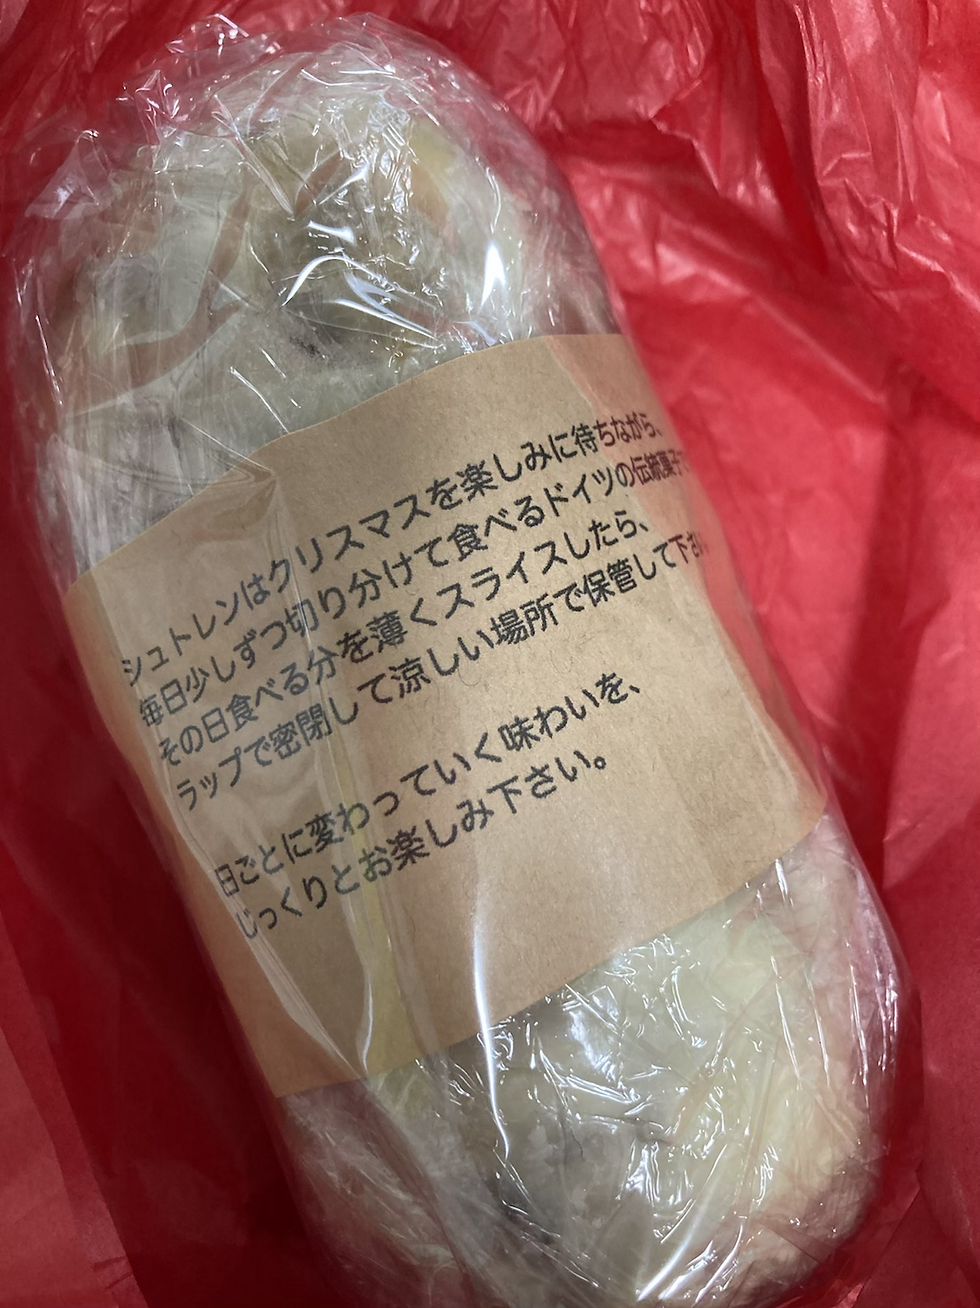 シュトレンはクリスマスを楽しみに待ちながら、
毎日少しずつ切り分けて食べるドイツの伝統菓子で
その日食べる分を薄くスライスしたら、
ラップで密閉して涼しい場所で保管して下さい
日ごとに変わっていく味わいを、
じっくりとお楽しみ下さい。